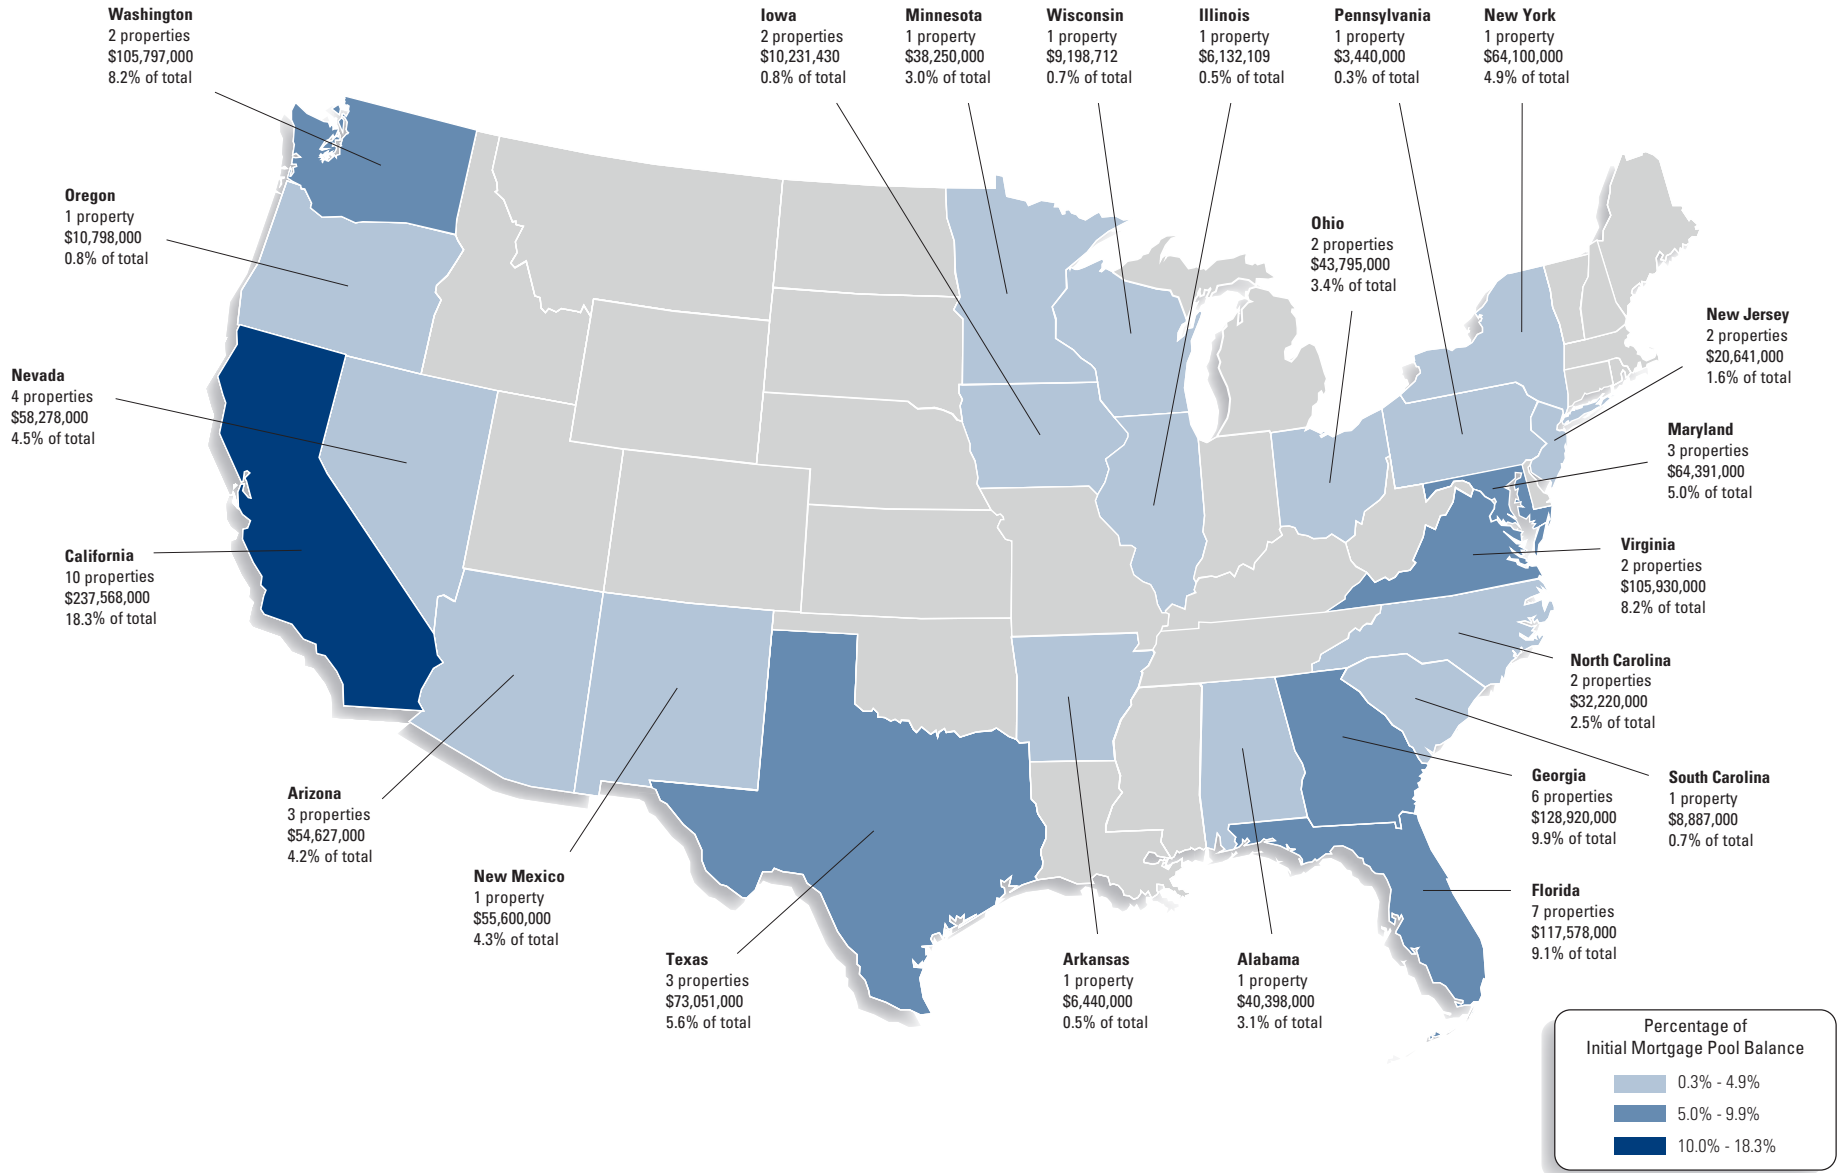 Washington
2 properties
$105,797,000
8.2% of total
Iowa
2 properties
$10,231,430
0.8% of total
Minnesota
1 property
$38,250,000
3.0% of total
Wisconsin
1 property
$9,198,712
0.7% of total
Illinois
1 property
$6,132,109
0.5% of total
Pennsylvania
1 property
$3,440,000
0.3% of total
New York
1 property
$64,100,000
4.9% of total
Oregon
1 property
$10,798,000
0.8% of total
Ohio
2 properties
$43,795,000
3.4% of total
New Jersey
2 properties
$20,641,000
1.6% of total
Nevada
4 properties
$58,278,000
4.5% of total
Maryland
3 properties
$64,391,000
5.0% of total
California
10 properties
$237,568,000
18.3% of total
Virginia
2 properties
$105,930,000
8.2% of total
North Carolina
2 properties
$32,220,000
2.5% of total
Arizona
3 properties
$54,627,000
4.2% of total
Georgia
6 properties
$128,920,000
9.9% of total
South Carolina
1 property
$8,887,000
0.7% of total
New Mexico
1 property
$55,600,000
4.3% of total
Florida
7 properties
$117,578,000
9.1% of total
Texas
3 properties
$73,051,000
5.6% of total
Arkansas
1 property
$6,440,000
0.5% of total
Alabama
1 property
$40,398,000
3.1% of total
Percentage of
Initial Mortgage Pool Balance
0.3% - 4.9%
5.0% - 9.9%
10.0% - 18.3%